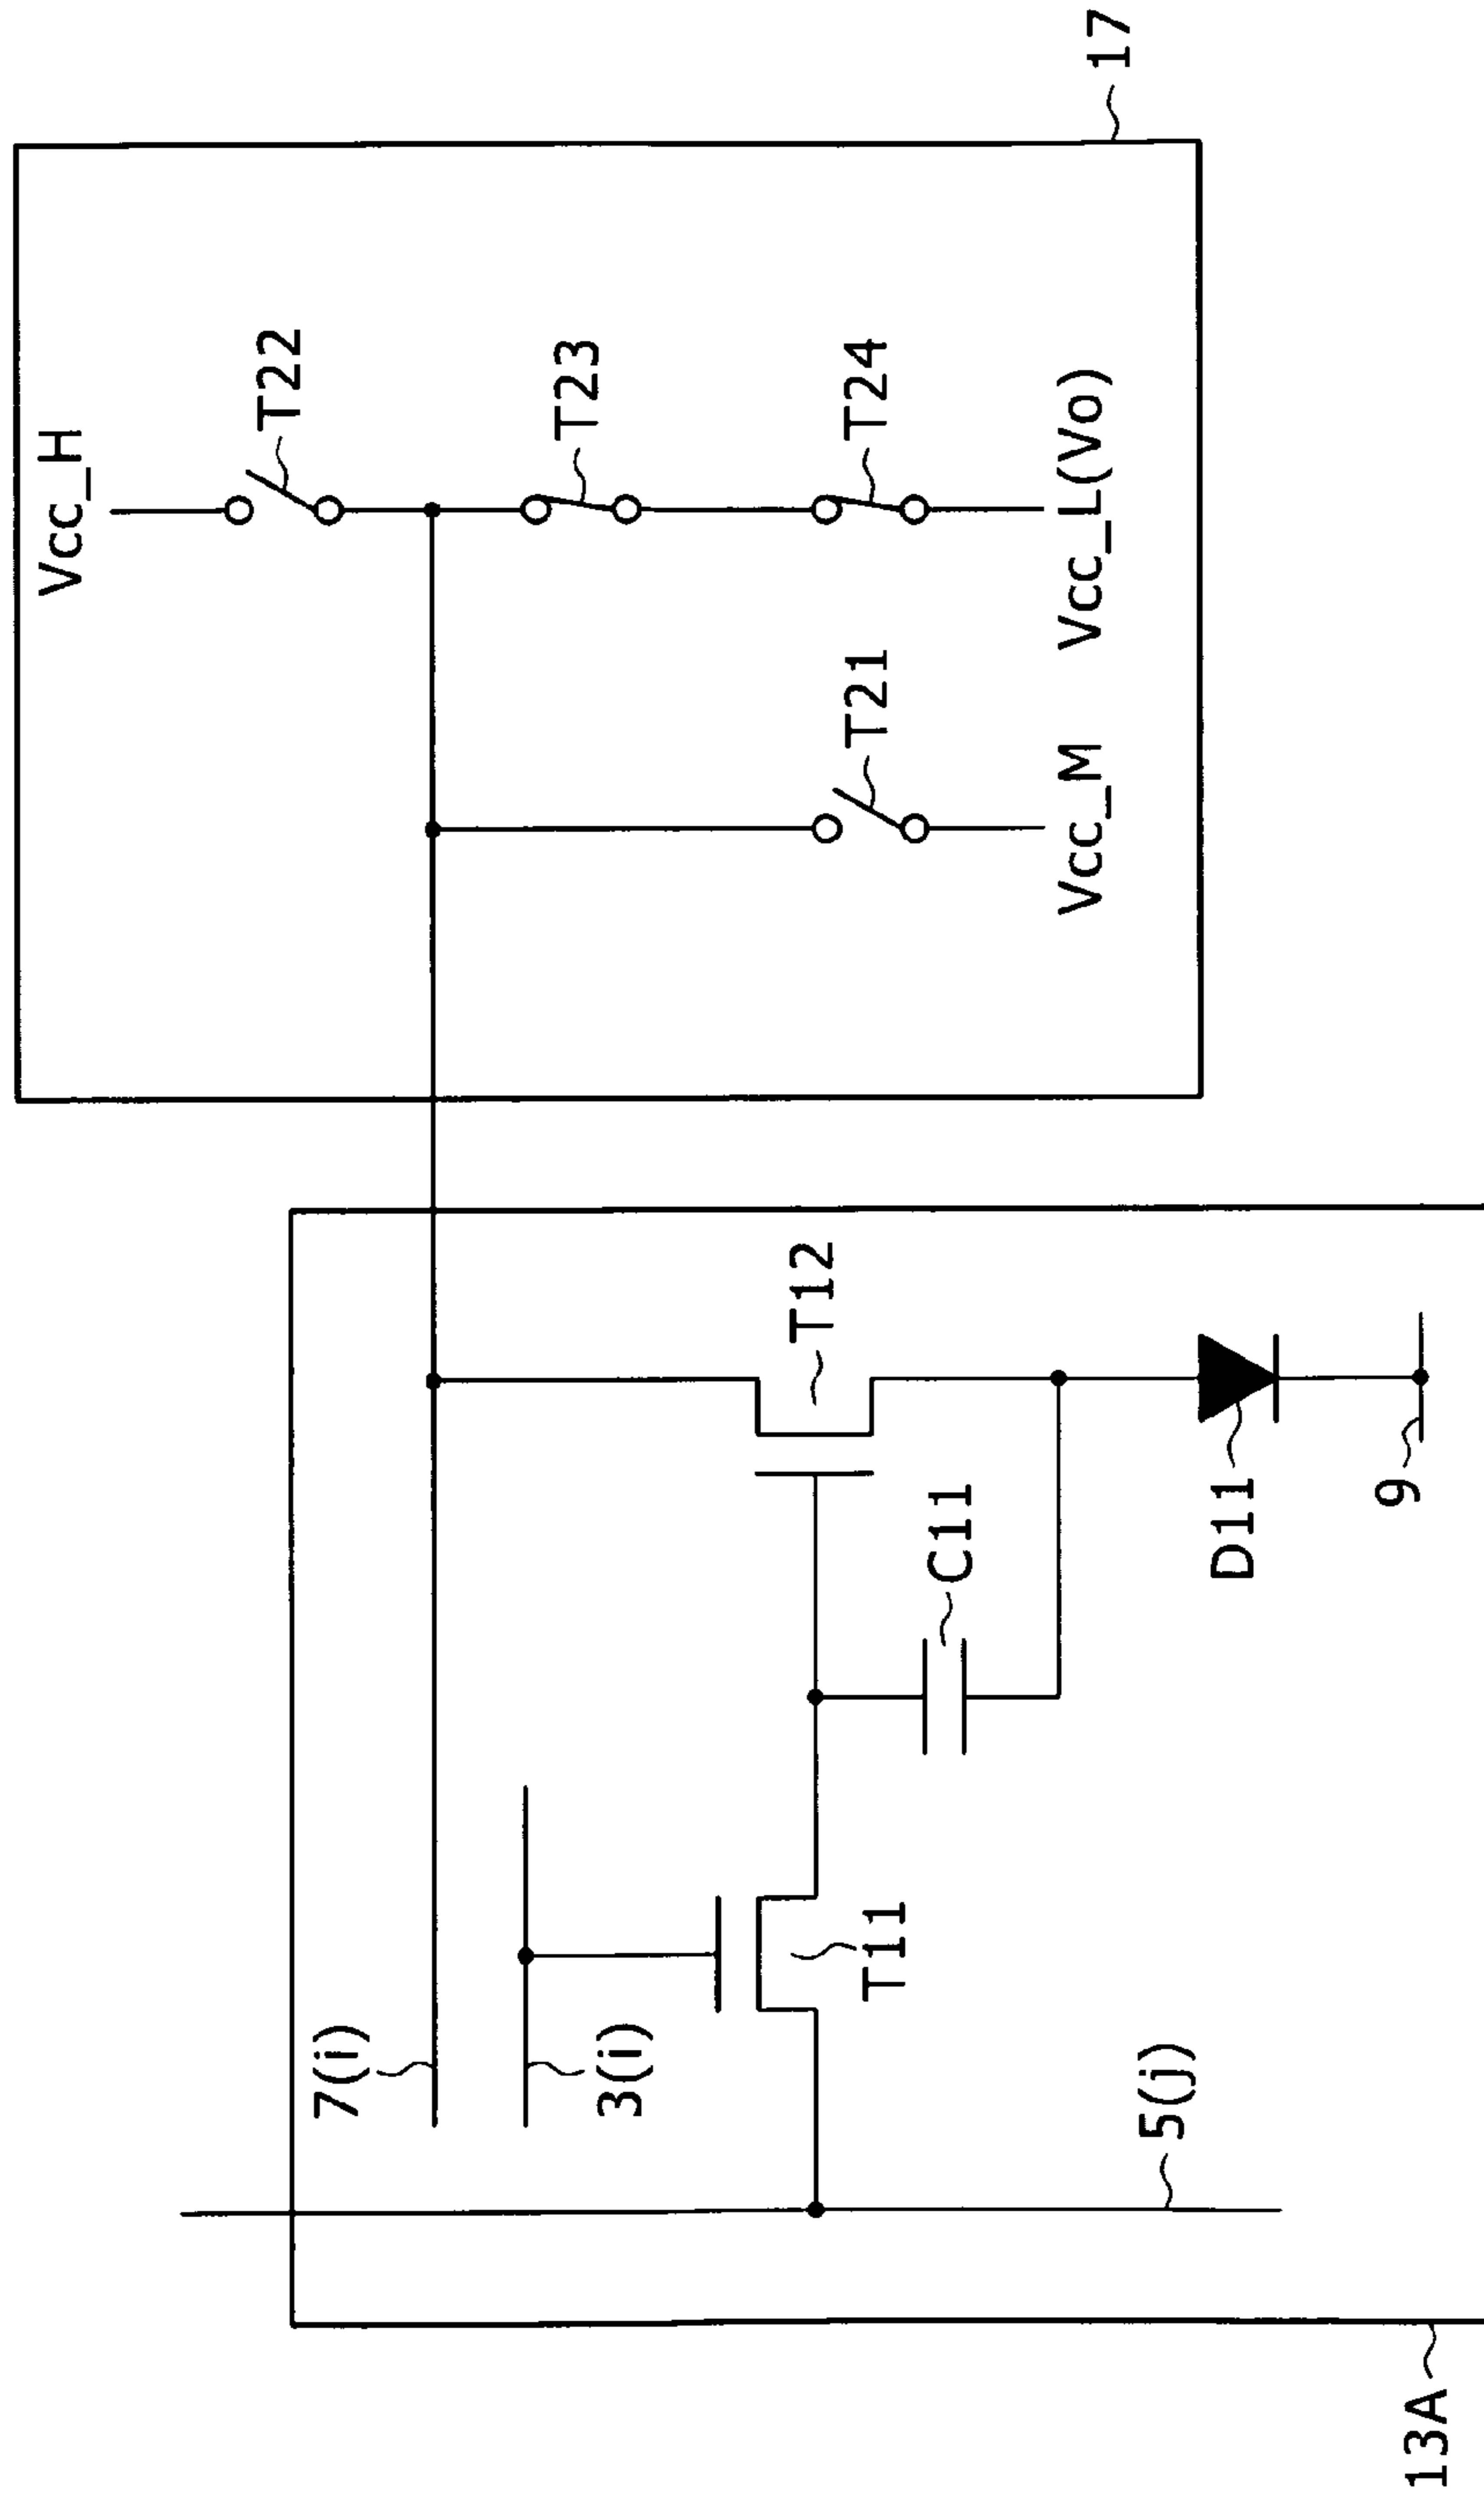 Vcc_H
T22
T23
T24
T21
Vcc_M
Vcc_L(Vo)
17
7(i)
3(i)
T11
T12
C11
D11
5(j)
9
13A